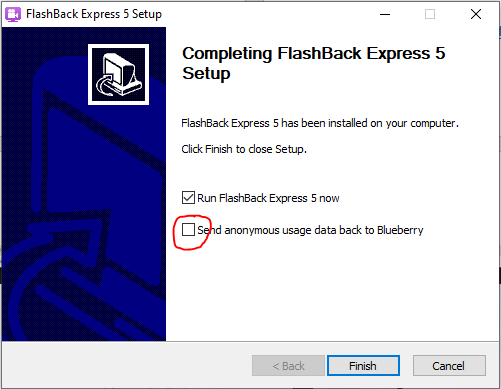 FlashBack Express 5 Setup
Completing FlashBack Express 5
Setup
FlashBack Express 5 has been installed on your computer.
Click Finish to close Setup.
Run FlashBack Express 5 now
Send anonymous usage data back to Blueberry
< Back
Finish
Cancel